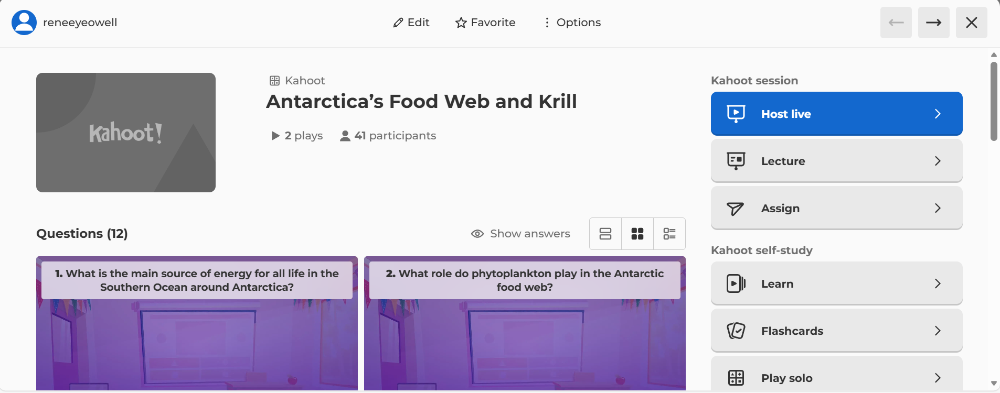 reneeyeowell
Edit
Favorite
Options
Kahoot!
Kahoot
Antarctica’s Food Web and Krill
2 plays
41 participants
Questions (12)
Show answers
1. What is the main source of energy for all life in the
Southern Ocean around Antarctica?
2. What role do phytoplankton play in the Antarctic
food web?
Kahoot session
Host live
Lecture
Assign
Kahoot self-study
Learn
Flashcards
Play solo